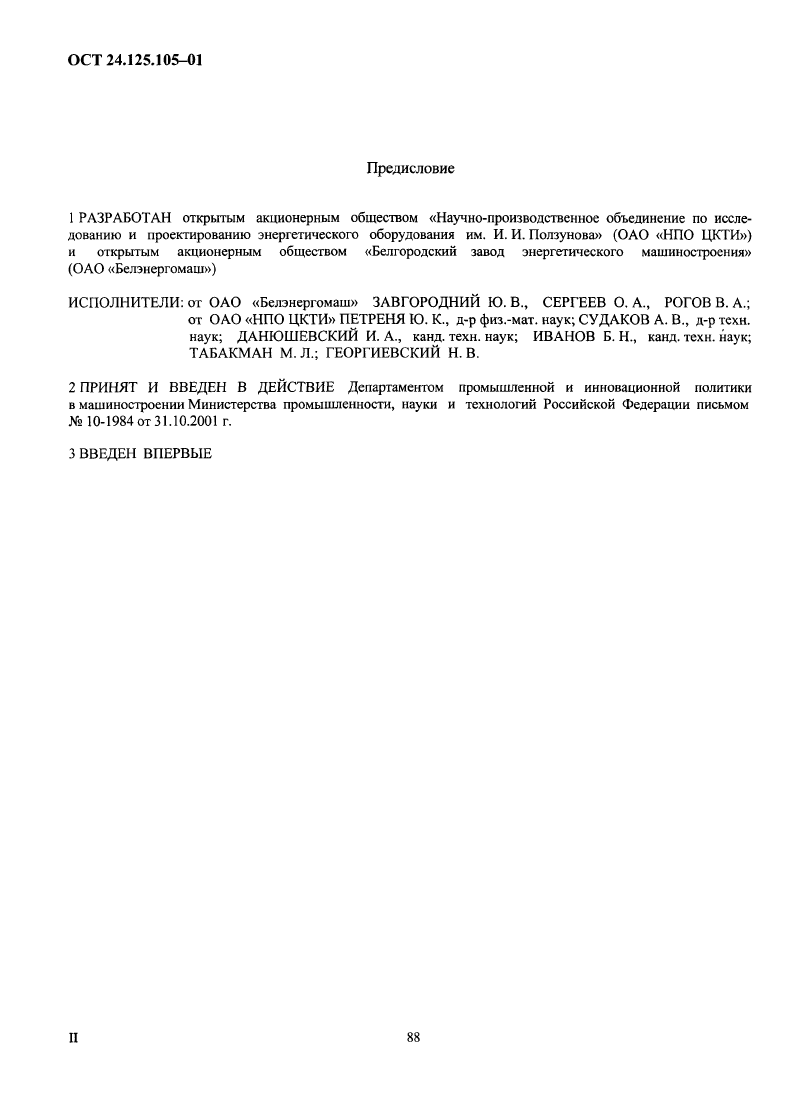 ОСТ 24.125.105–01
Предисловие
1 РАЗРАБОТАН открытым акционерным обществом «Научно-производственное объединение по иссле-
дованию и проектированию энергетического оборудования им. И. И. Ползунова» (ОАО «НПО ЦКТИ»)
и открытым акционерным обществом «Белгородский завод энергетического машиностроения»
(ОАО «Белэнергомаш»)
ИСПОЛНИТЕЛИ: от ОАО «Белэнергомаш» ЗАВГОРОДНИЙ Ю. В., СЕРГЕЕВ О. А., РОГОВ В. А.;
от ОАО «НПО ЦКТИ» ПЕТРЕНЯ Ю. К., д-р физ.-мат. наук; СУДАКОВ А. В., д-р техн.
наук; ДАНЮШЕВСКИЙ И. А., канд. техн. наук; ИВАНОВ Б. Н., канд. техн. наук;
ТАБАКМАН М. Л.; ГЕОРГИЕВСКИЙ Н. В.
2 ПРИНЯТ И ВВЕДЕН В ДЕЙСТВИЕ Департаментом промышленной и инновационной политики
в машиностроении Министерства промышленности, науки и технологий Российской Федерации письмом
№ 10-1984 от 31.10.2001 г.
3 ВВЕДЕН ВПЕРВЫЕ
II
88